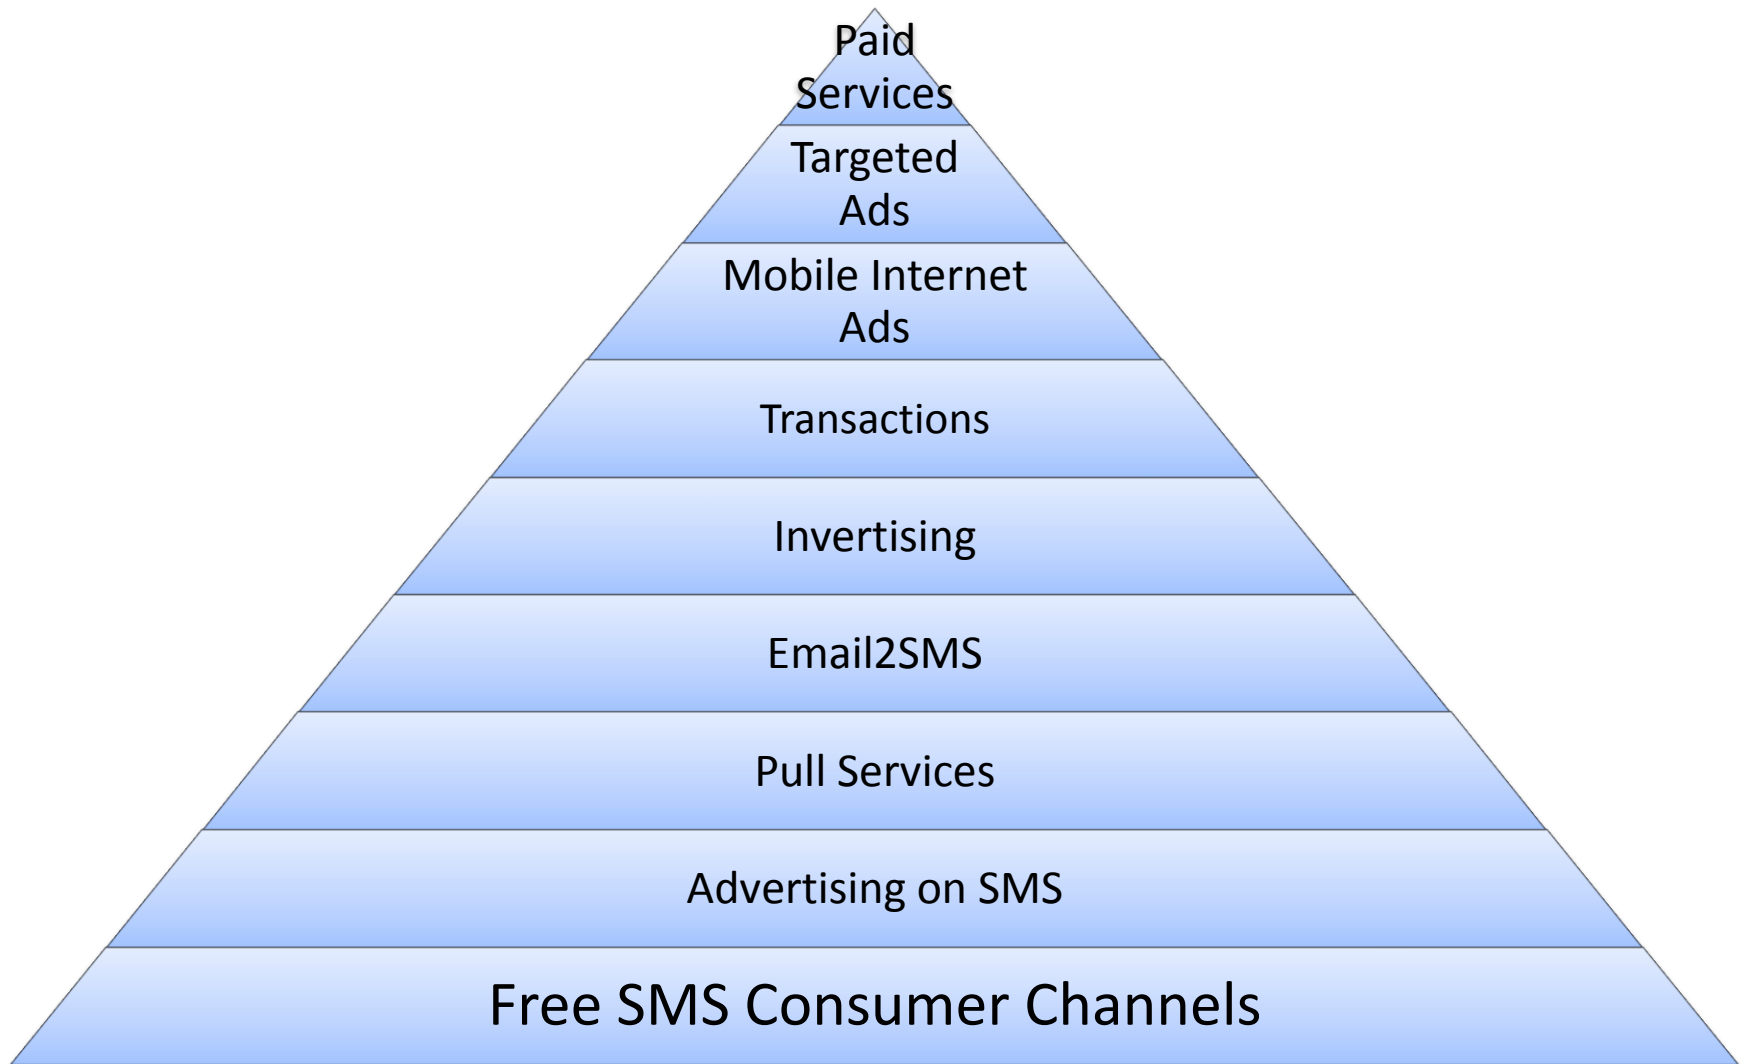 Paid
Services
Targeted
Ads
Mobile Internet
Ads
Transactions
Invertising
Email2SMS
Pull Services
Advertising on SMS
Free SMS Consumer Channels